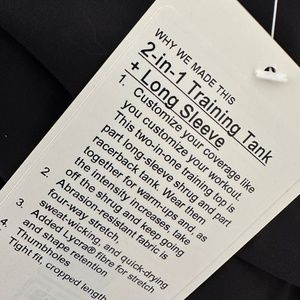 WHY WE MADE THIS
2-in-1 Training Tank
+ Long Sleeve
1. Customize your coverage like
you customize your workout.
This two-in-one training top is
part long-sleeve shrug and part
racerback tank. Wear them
together for warm-ups and, as
the intensity increases, take
off the shrug and keep going
2. Abrasion-resistant fabric is
four-way stretch,
sweat-wicking, and quick-drying
3. Added Lycra® fibre for stretch
and shape retention
4. Thumbholes
Tight fit, cropped length